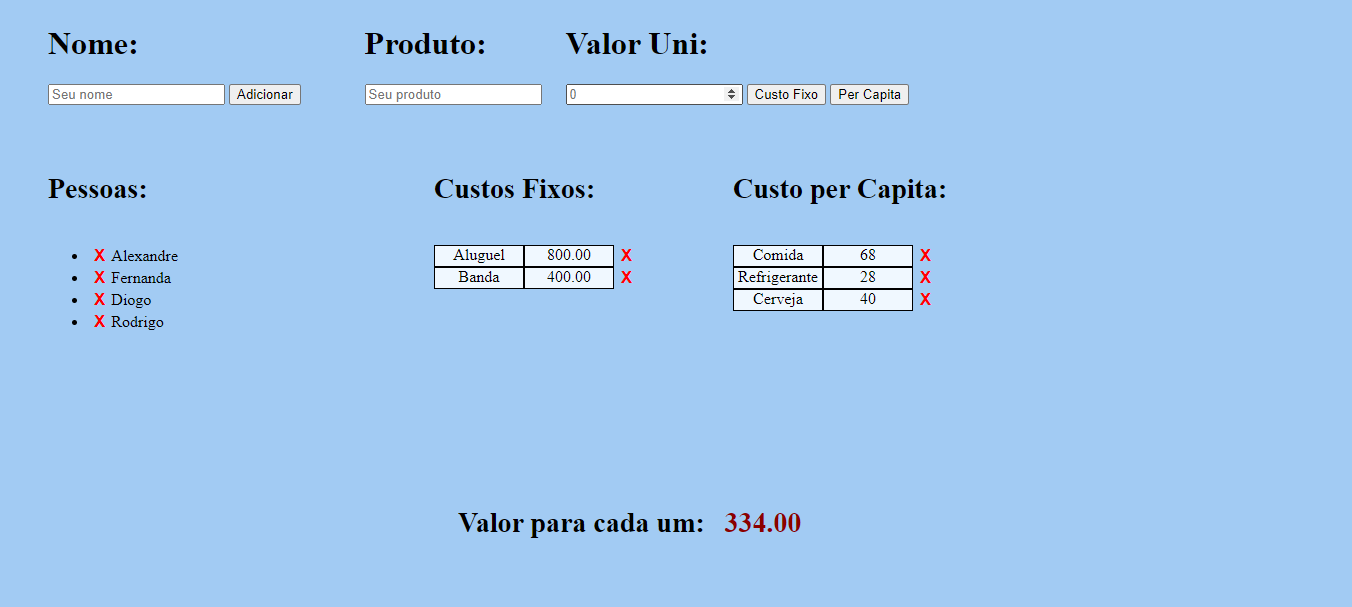 Nome: Produto: Valor Uni:
Seu nome Adicionar Seu produto 0 Custo Fixo Per Capita
Pessoas: Custos Fixos: Custo per Capita:
X Alexandre Aluguel 800.00 X Comida 68 X
X Fernanda Banda 400.00 X Refrigerante 28 X
X Diogo Cerveja 40 X
X Rodrigo
Valor para cada um: 334.00